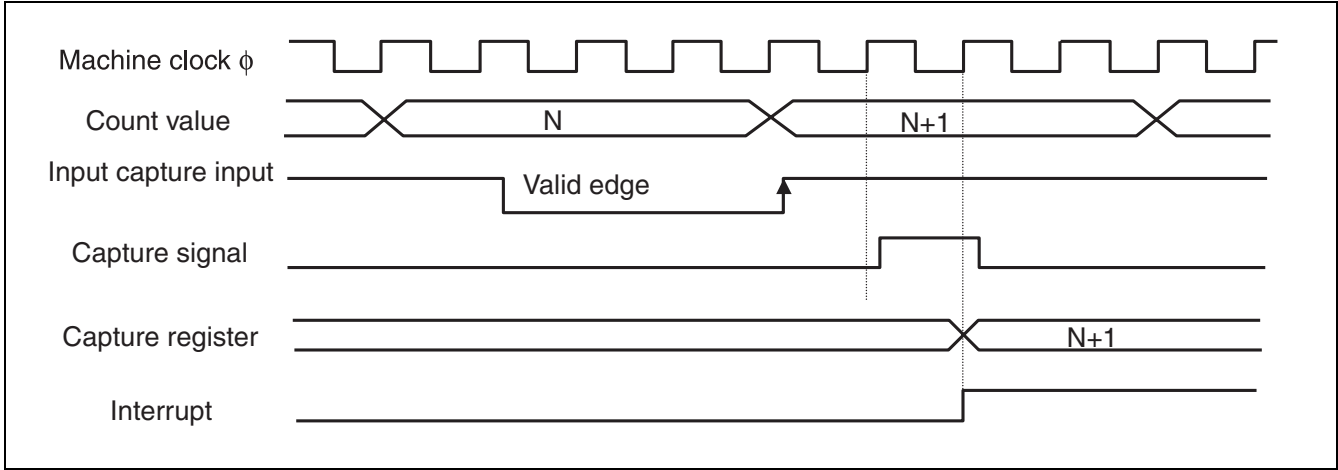 Machine clock ϕ
Count value
N
N+1
Input capture input
Valid edge
Capture signal
Capture register
N+1
Interrupt